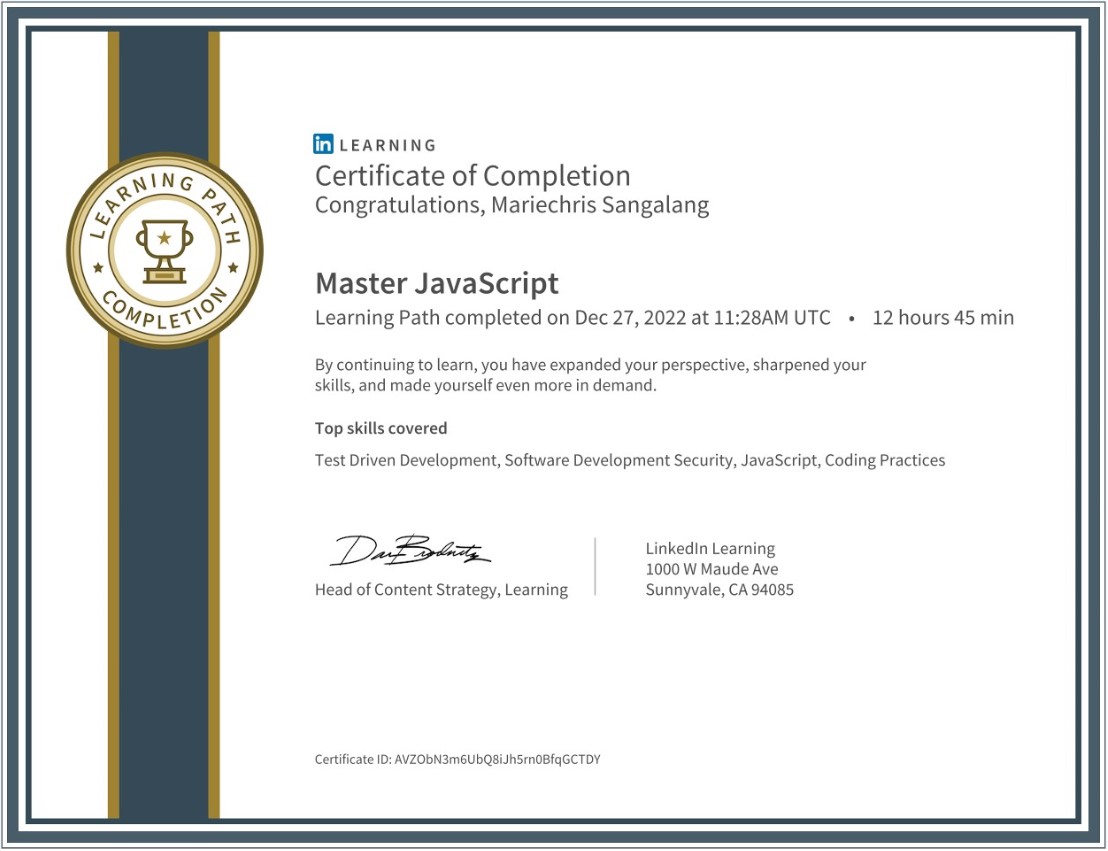 LEARNING PATH
COMPLETION
in LEARNING
Certificate of Completion
Congratulations, Mariechris Sangalang
Master JavaScript
Learning Path completed on Dec 27, 2022 at 11:28AM UTC • 12 hours 45 min
By continuing to learn, you have expanded your perspective, sharpened your
skills, and made yourself even more in demand.
Top skills covered
Test Driven Development, Software Development Security, JavaScript, Coding Practices
Head of Content Strategy, Learning
LinkedIn Learning
1000 W Maude Ave
Sunnyvale, CA 94085
Certificate ID: AVZObN3m6UbQ8iJh5rn0BfqGCTDY